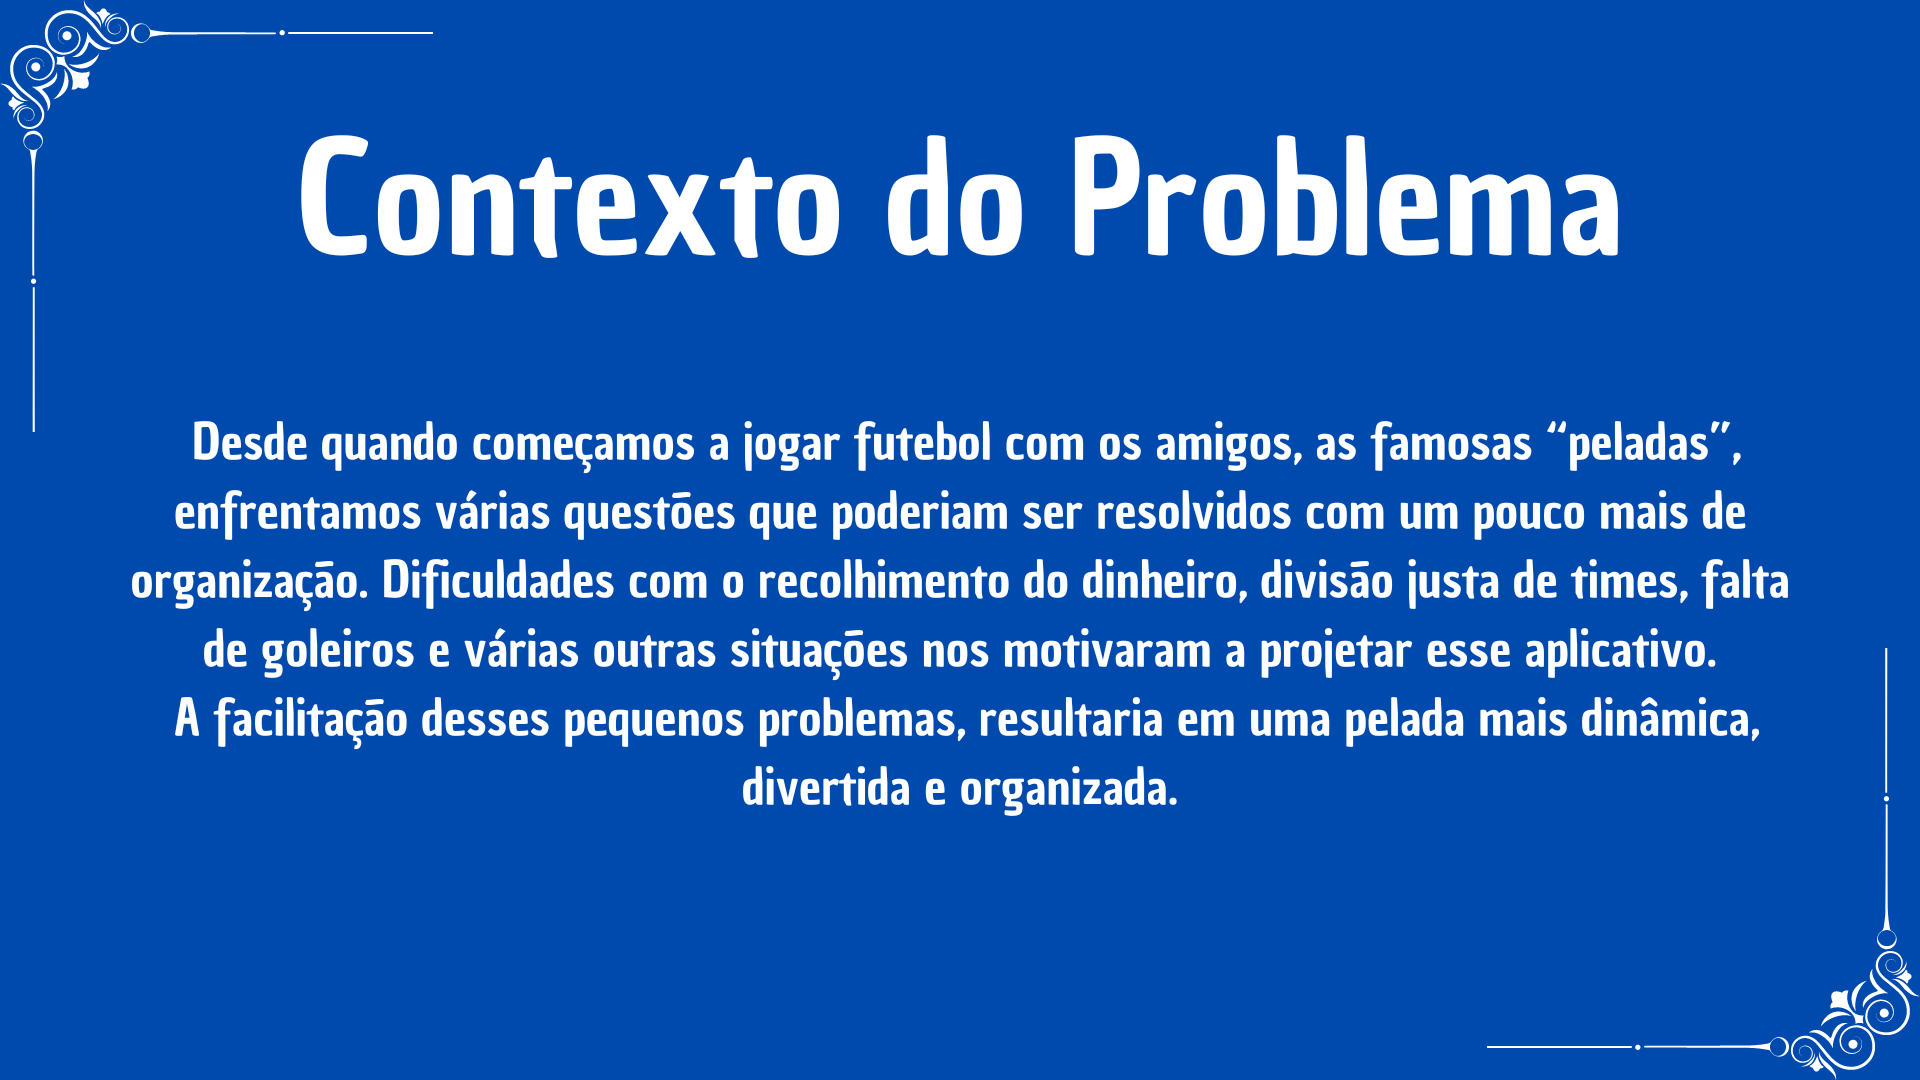 Contexto do Problema
Desde quando começamos a jogar futebol com os amigos, as famosas “peladas”,
enfrentamos várias questões que poderiam ser resolvidos com um pouco mais de
organização. Dificuldades com o recolhimento do dinheiro, divisão justa de times, falta
de goleiros e várias outras situações nos motivaram a projetar esse aplicativo.
A facilitação desses pequenos problemas, resultaria em uma pelada mais dinâmica,
divertida e organizada.